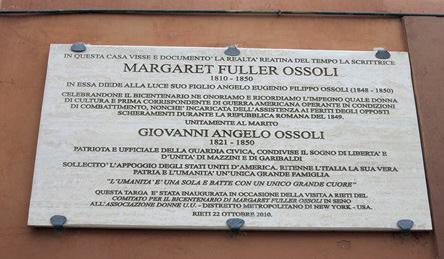 IN QUESTA CASA VISSE E DOCUMENTO' LA REALTA' REATINA DEL TEMPO LA SCRITTRICE
MARGARET FULLER OSSOLI
1810 - 1850
IN ESSA DIEDE ALLA LUCE SUO FIGLIO ANGELO EUGENIO FILIPPO OSSOLI (1848 - 1850)
CELEBRANDONE IL BICENTENARIO NE ONORIAMO E RICORDIAMO L'IMPEGNO QUALE DONNA
DI CULTURA E PRIMA CORRISPONDENTE DI GUERRA AMERICANA OPERANTE IN CONDIZIONI
DI COMBATTIMENTO, NONCHE' INCARICATA DELL'ASSISTENZA AI FERITI DEGLI OPPOSTI
SCHIERAMENTI DURANTE LA REPUBBLICA ROMANA DEL 1849.
UNITAMENTE AL MARITO
GIOVANNI ANGELO OSSOLI
1821 - 1850
PATRIOTA E UFFICIALE DELLA GUARDIA CIVICA, CONDIVISE IL SOGNO DI LIBERTA' E
D'UNITA' DI MAZZINI E DI GARIBALDI
SOLLECITO' L'APPOGGIO DEGLI STATI UNITI D'AMERICA. RITENNE L'ITALIA LA SUA VERA
PATRIA E L'UMANITA' UN'UNICA GRANDE FAMIGLIA
"L'UMANITA' E' UNA SOLA E BATTE CON UN UNICO GRANDE CUORE"
QUESTA TARGA E' STATA INAUGURATA IN OCCASIONE DELLA VISITA A RIETI DEL
COMITATO PER IL BICENTENARIO DI MARGARET FULLER OSSOLI IN SENO
ALL'ASSOCIAZIONE DONNE U.U. - DISTRETTO METROPOLITANO DI NEW YORK - USA.
RIETI 22 OTTOBRE 2010.